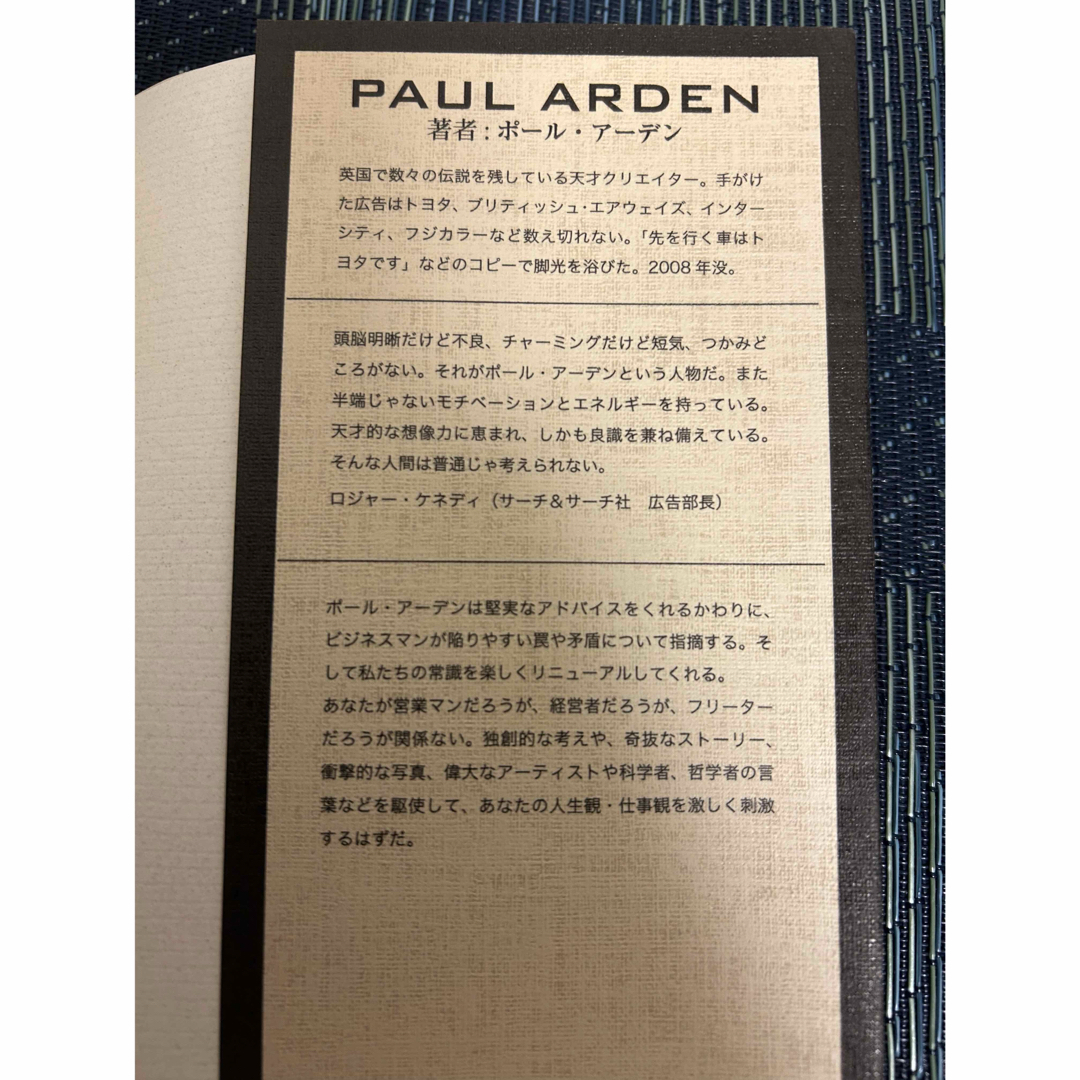 PAUL ARDEN
著者：ポール・アーデン
英国で数々の伝説を残している天才クリエイター。手がけ
た広告はトヨタ、ブリティッシュ・エアウェイズ、インター
シティ、フジカラーなど数え切れない。「先を行く車はト
ヨタです」などのコピーで脚光を浴びた。2008年没。
頭脳明晰だけど不良、チャーミングだけど短気、つかみど
ころがない。それがポール・アーデンという人物だ。また
半端じゃないモチベーションとエネルギーを持っている。
天才的な想像力に恵まれ、しかも良識を兼ね備えている。
そんな人間は普通じゃ考えられない。
ロジャー・ケネディ（サーチ＆サーチ社　広告部長）
ポール・アーデンは堅実なアドバイスをくれるかわりに、
ビジネスマンが陥りやすい罠や矛盾について指摘する。そ
して私たちの常識を楽しくリニューアルしてくれる。
あなたが営業マンだろうが、経営者だろうが、フリーター
だろうが関係ない。独創的な考えや、奇抜なストーリー、
衝撃的な写真、偉大なアーティストや科学者、哲学者の言
葉などを駆使して、あなたの人生観・仕事観を激しく刺激
するはずだ。